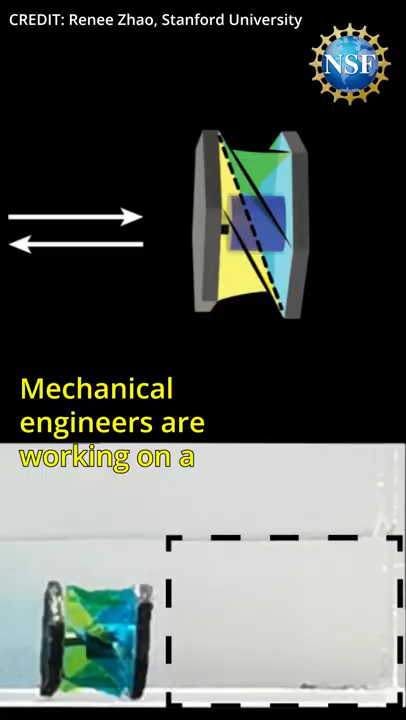 CREDIT: Renee Zhao, Stanford University
NSF
Mechanical
engineers are
working on a